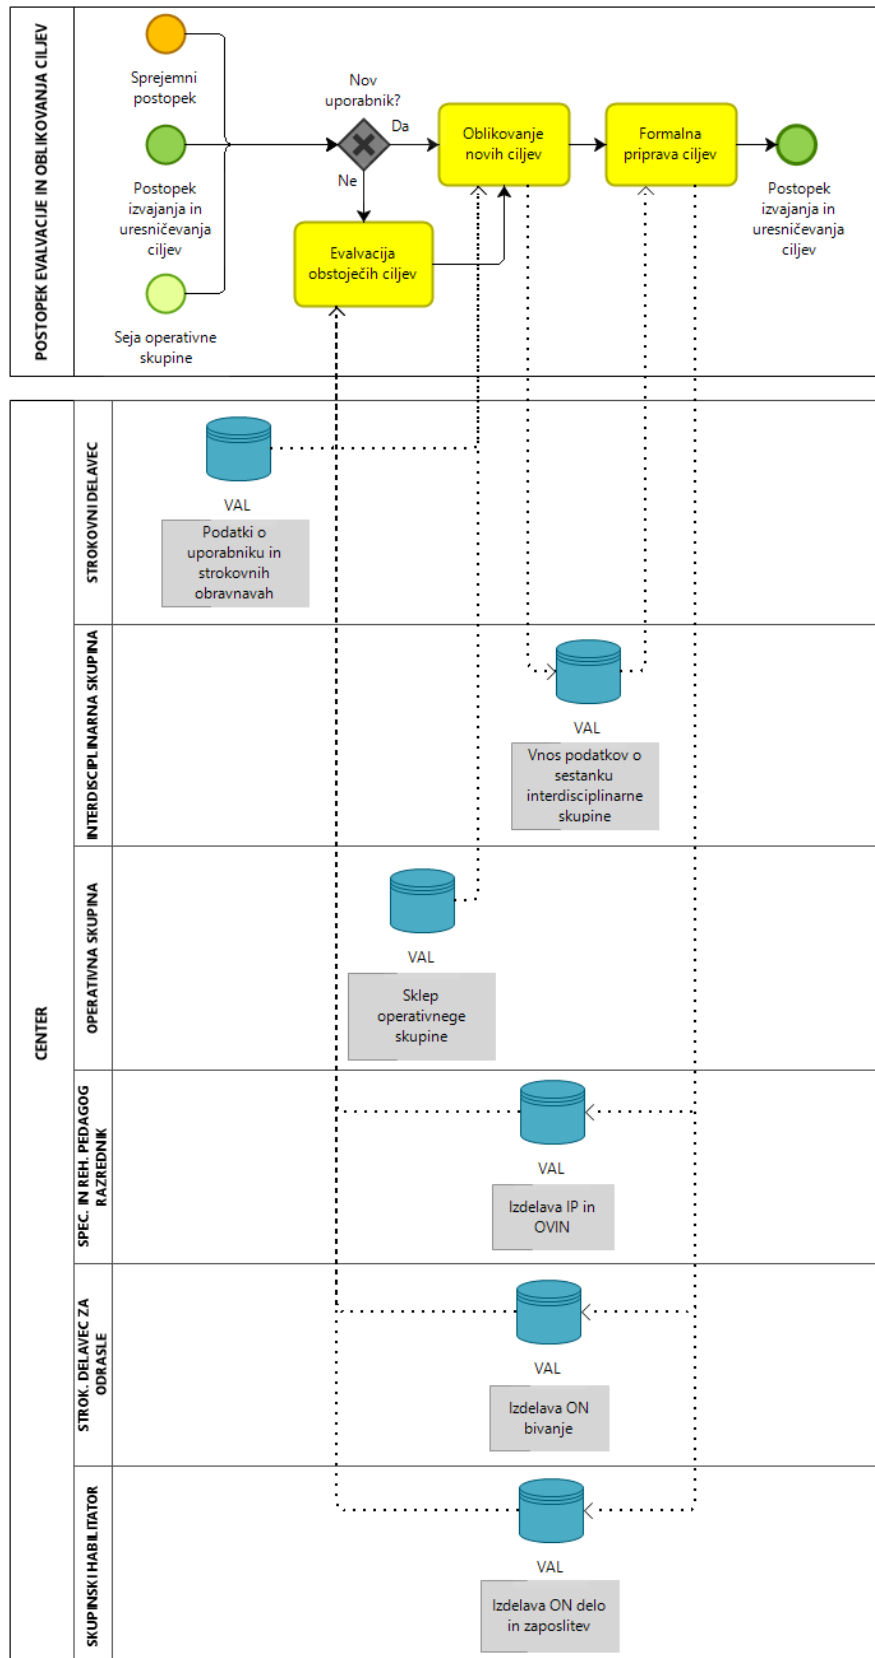 POSTOPEK EVALVACIJE IN OBLIKOVANJA CILJEV
Sprejemni
postopek
Postopek
izvajanja in
uresničevanja
ciljev
Seja operativne
skupine
Nov
uporabnik?
Da
Ne
Evalvacija
obstoječih ciljev
Oblikovanje
novih ciljev
Formalna
priprava ciljev
Postopek
izvajanja in
uresničevanja
ciljev
CENTER
STROKOVNI DELAVEC
VAL
Podatki o
uporabniku in
strokovnih
obravnavah
INTERDISCIPLINARNA SKUPINA
VAL
Vnos podatkov o
sestanku
interdisciplinarne
skupine
OPERATIVNA SKUPINA
VAL
Sklep
operativnege
skupine
SPEC. IN REH. PEDAGOG
RAZREDNIK
VAL
Izdelava IP in
OVIN
STROK. DELAVEC ZA
ODRASLE
VAL
Izdelava ON
bivanje
SKUPINSKI HABILITATOR
VAL
Izdelava ON delo
in zaposlitev